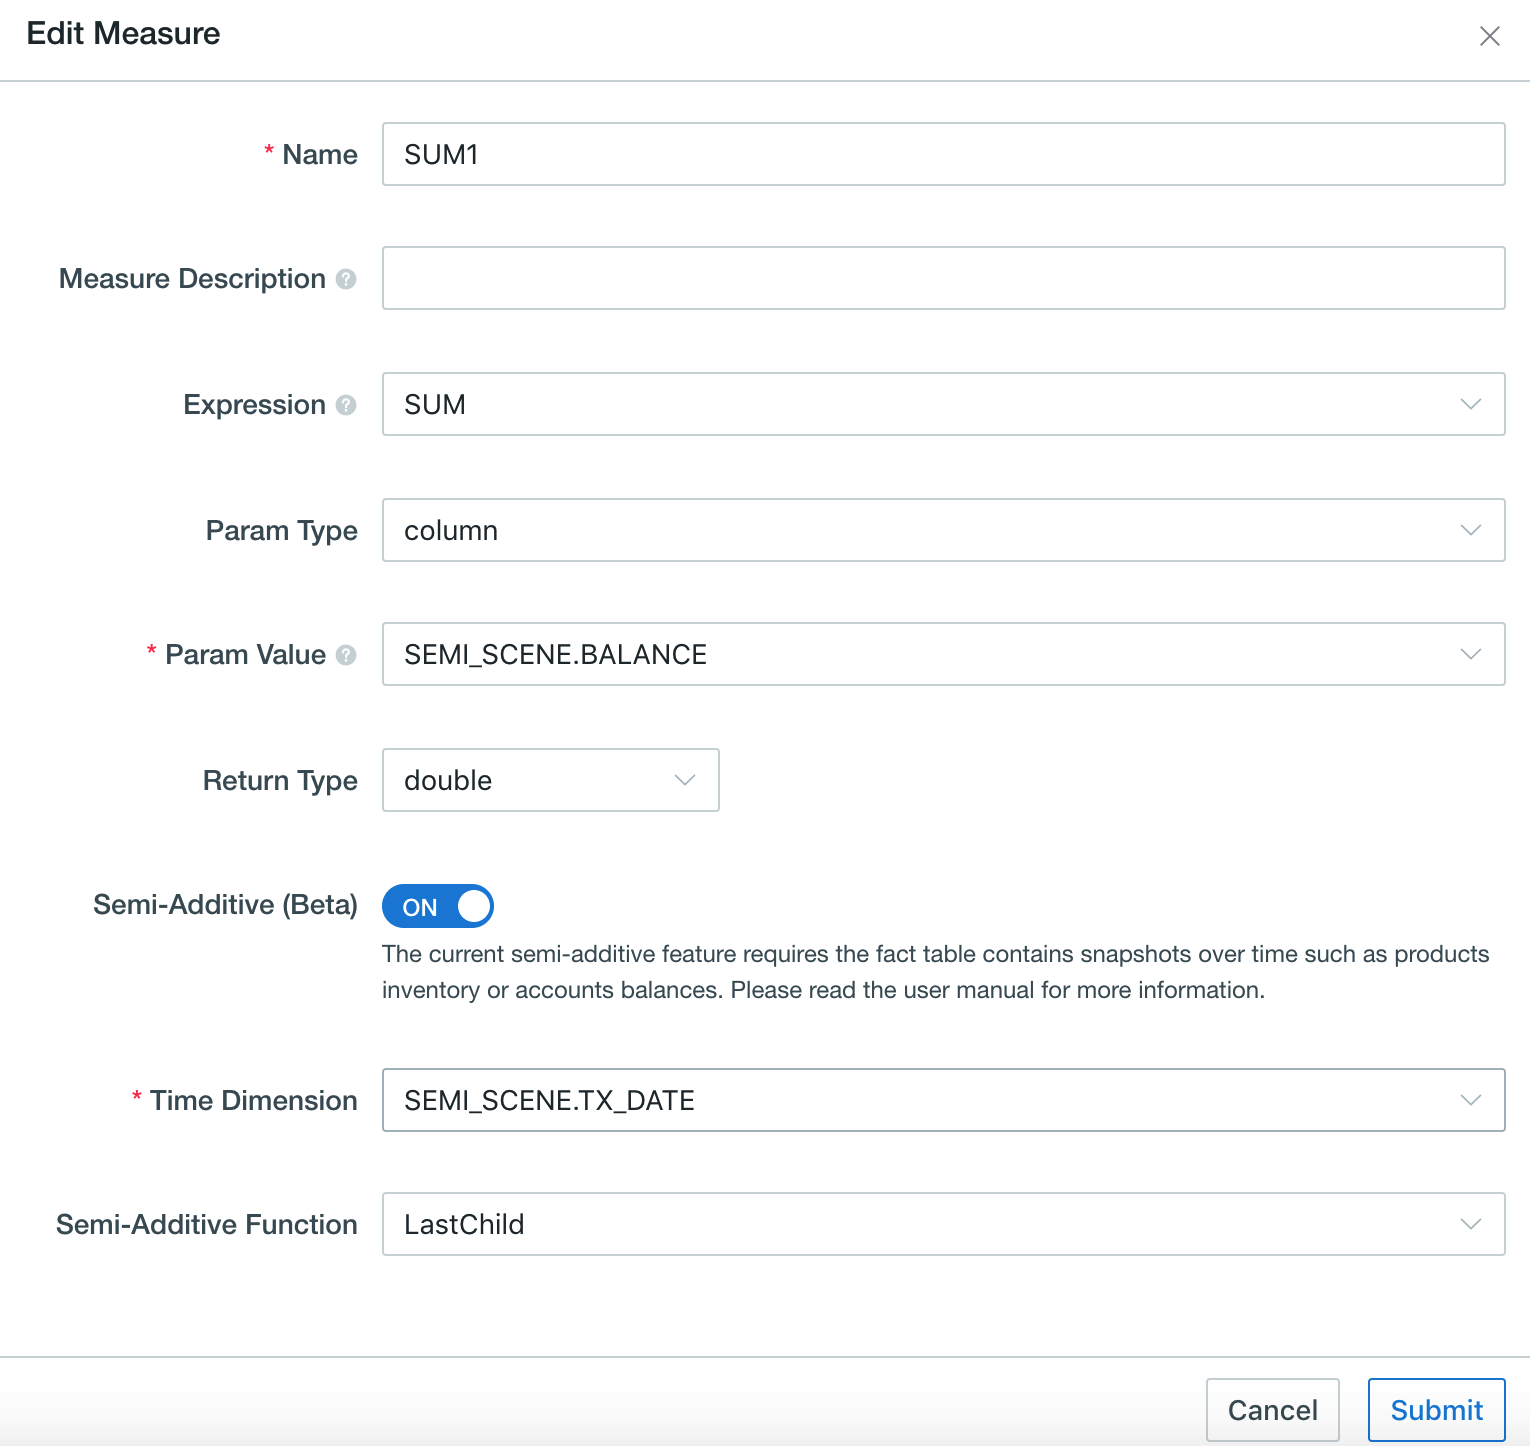 Edit Measure
* Name
SUM1
Measure Description ?
Expression ?
SUM
Param Type
column
* Param Value ?
SEMI_SCENE.BALANCE
Return Type
double
Semi-Additive (Beta)
ON
The current semi-additive feature requires the fact table contains snapshots over time such as products
inventory or accounts balances. Please read the user manual for more information.
* Time Dimension
SEMI_SCENE.TX_DATE
Semi-Additive Function
LastChild
Cancel
Submit